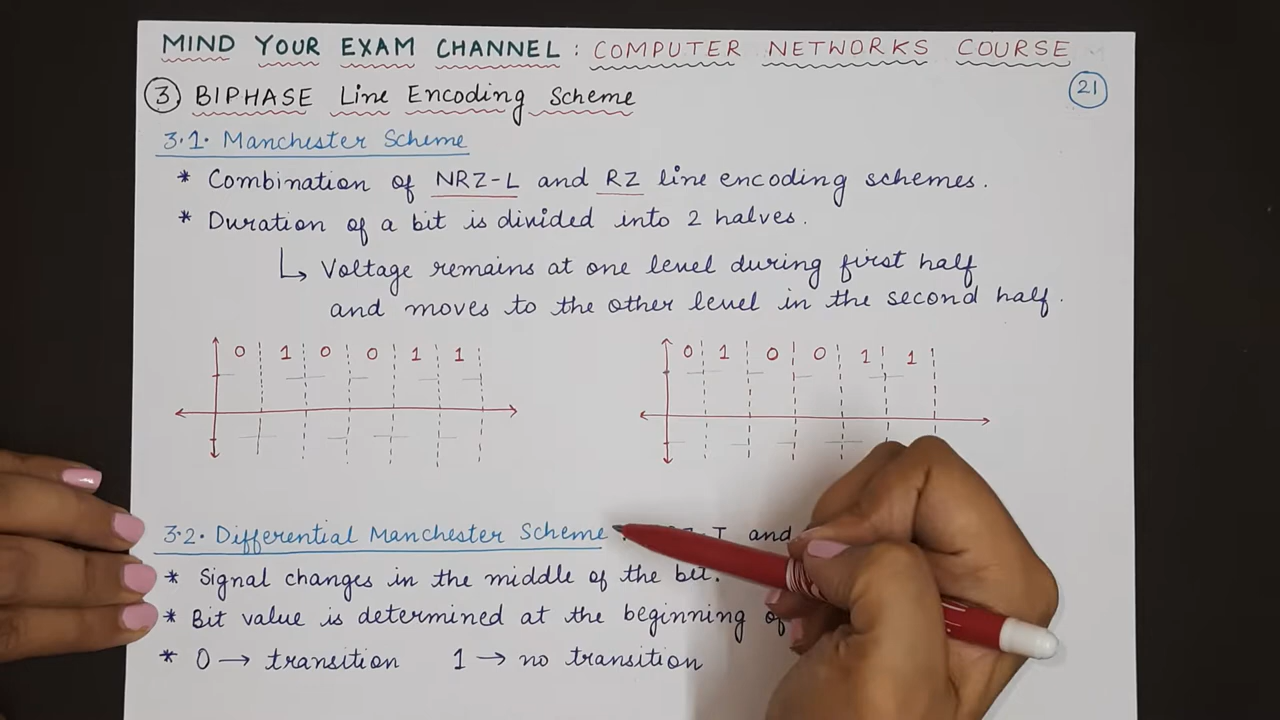 MIND YOUR EXAM CHANNEL : COMPUTER NETWORKS COURSE
③ BIPHASE Line Encoding Scheme
21
3.1. Manchester Scheme
* Combination of NRZ-L and RZ line encoding schemes.
* Duration of a bit is divided into 2 halves.
↳ Voltage remains at one level during first half
and moves to the other level in the second half.
0 1 0 0 1 1
0 1 0 0 1 1
3.2. Differential Manchester Scheme : and
* Signal changes in the middle of the bit.
* Bit value is determined at the beginning
* 0 → transition 1 → no transition